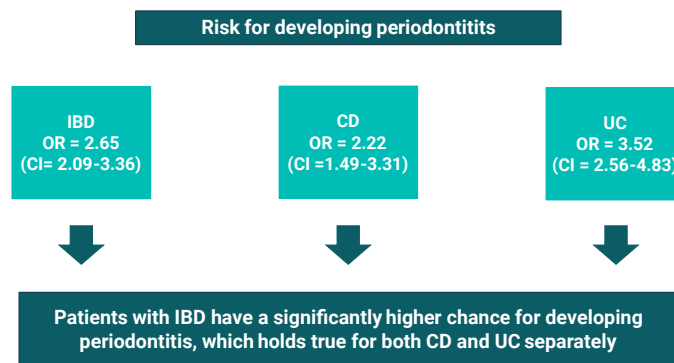 Risk for developing periodontitits
IBD
OR = 2.65
(CI= 2.09-3.36)
CD
OR = 2.22
(CI =1.49-3.31)
UC
OR = 3.52
(CI = 2.56-4.83)
Patients with IBD have a significantly higher chance for developing
periodontitis, which holds true for both CD and UC separately